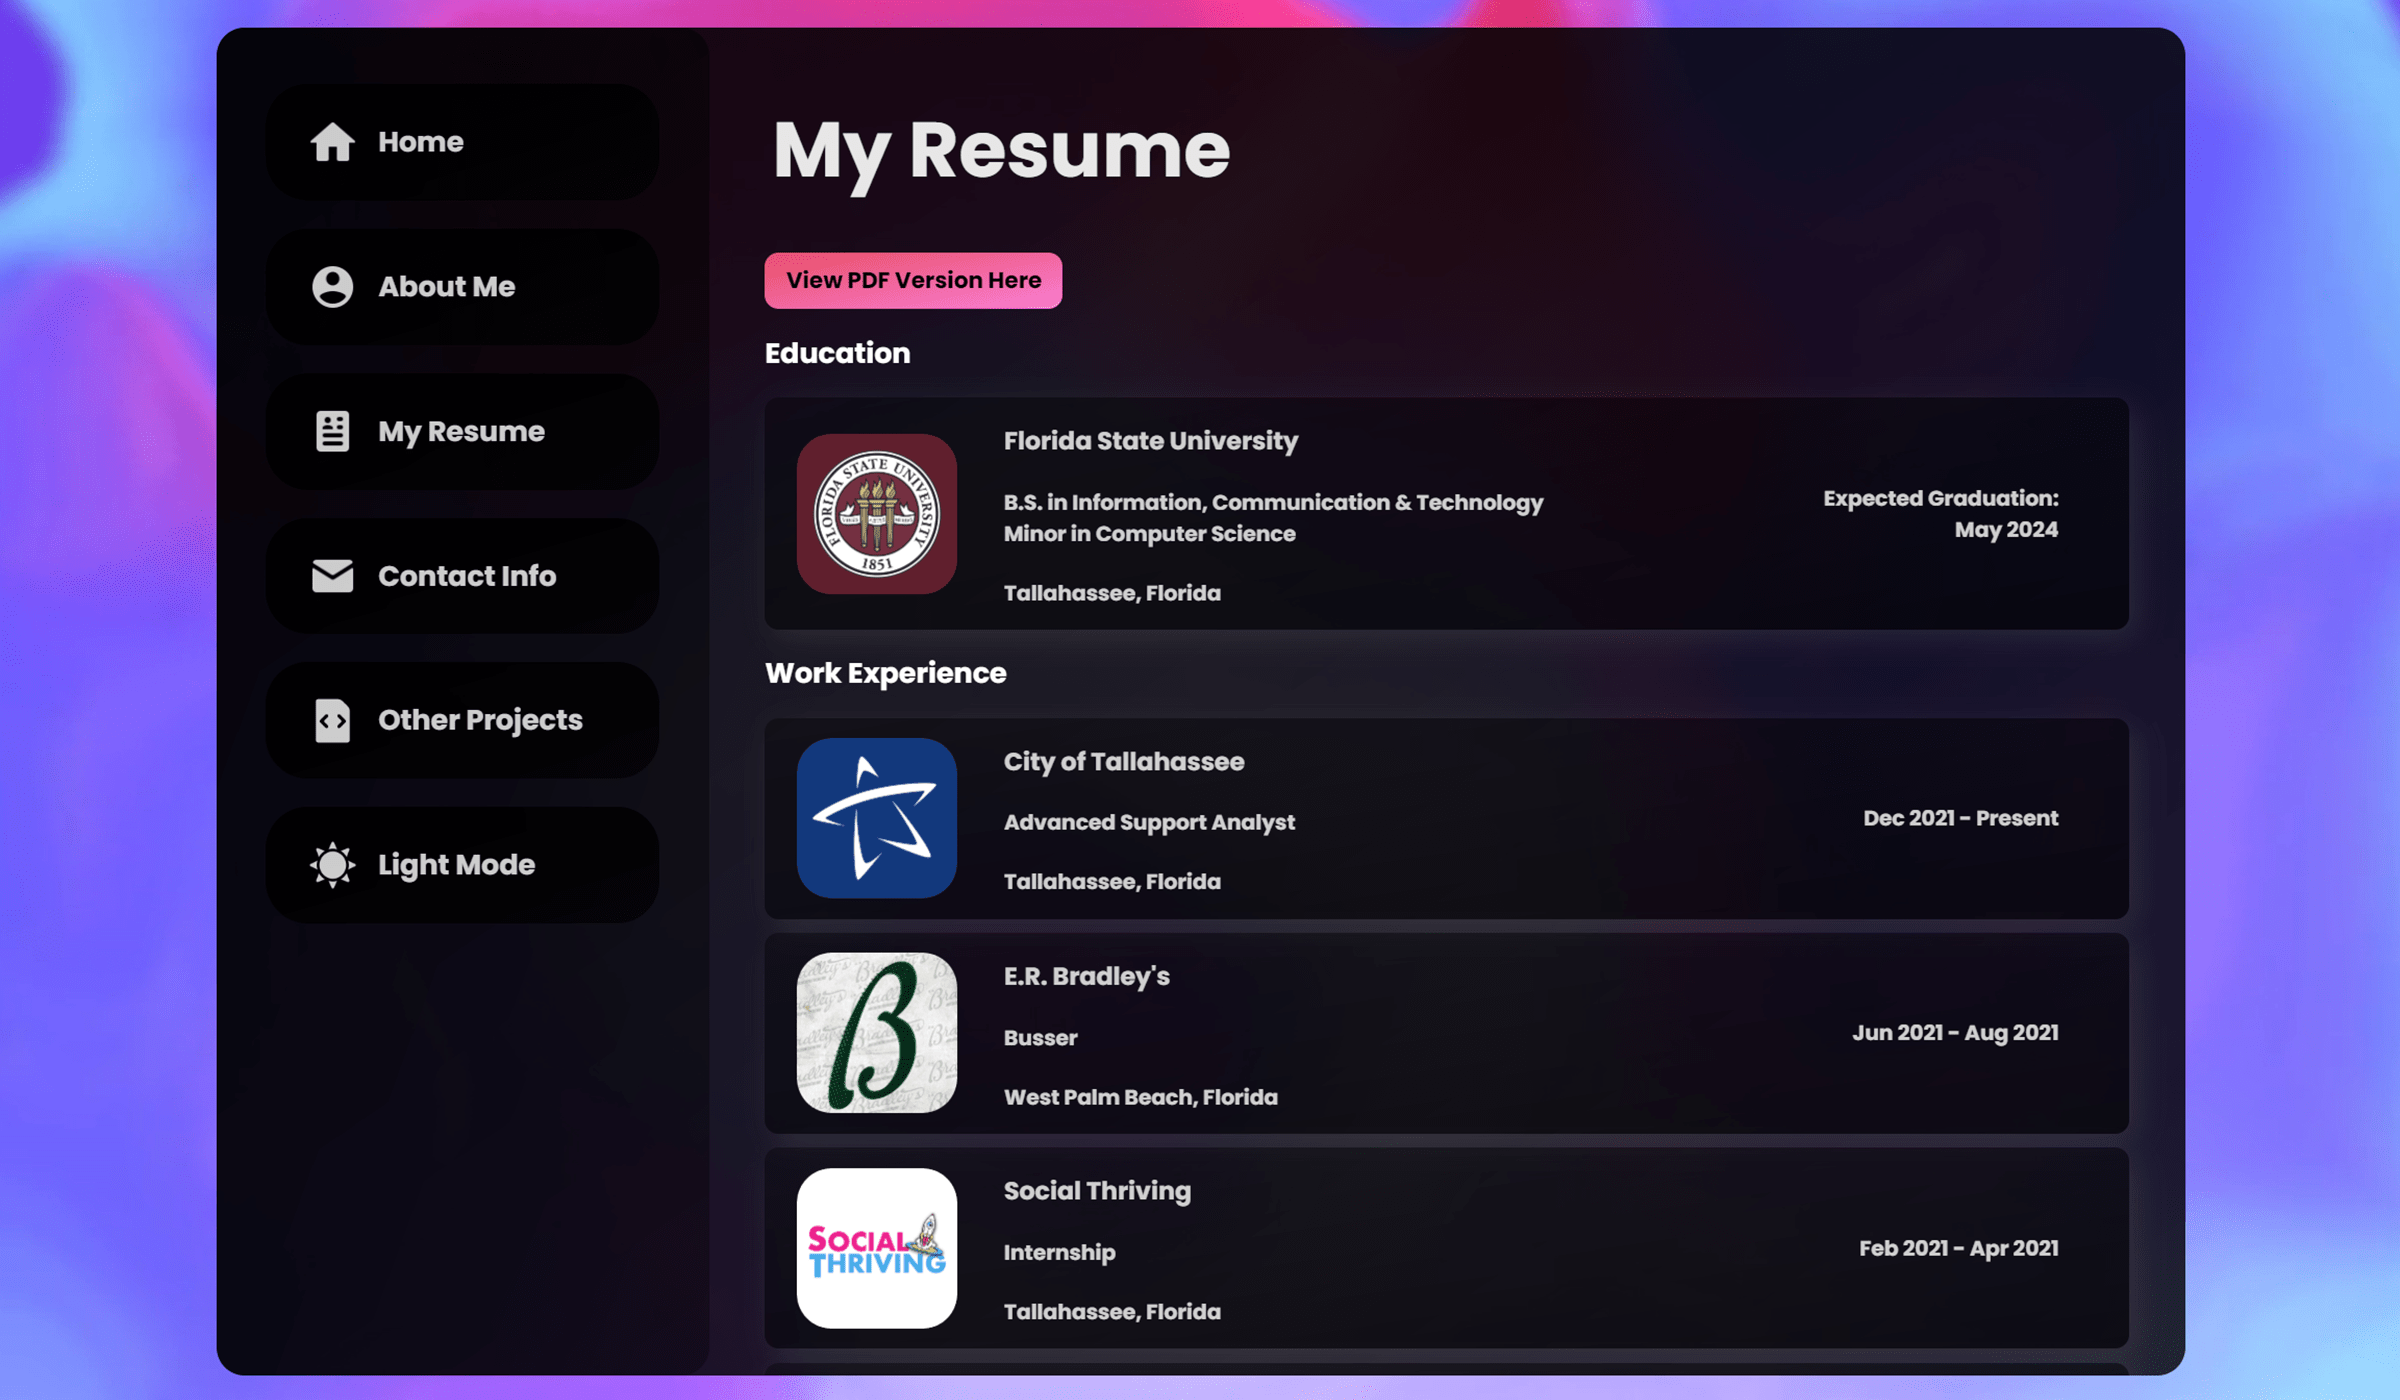 Home
About Me
My Resume
Contact Info
Other Projects
Light Mode
My Resume
View PDF Version Here
Education
FLORIDA STATE UNIVERSITY
1851
Florida State University
B.S. in Information, Communication & Technology
Minor in Computer Science
Tallahassee, Florida
Expected Graduation:
May 2024
Work Experience
City of Tallahassee
Advanced Support Analyst
Tallahassee, Florida
Dec 2021 - Present
B
E.R. Bradley's
Busser
West Palm Beach, Florida
Jun 2021 - Aug 2021
SOCIAL
THRIVING
Social Thriving
Internship
Tallahassee, Florida
Feb 2021 - Apr 2021